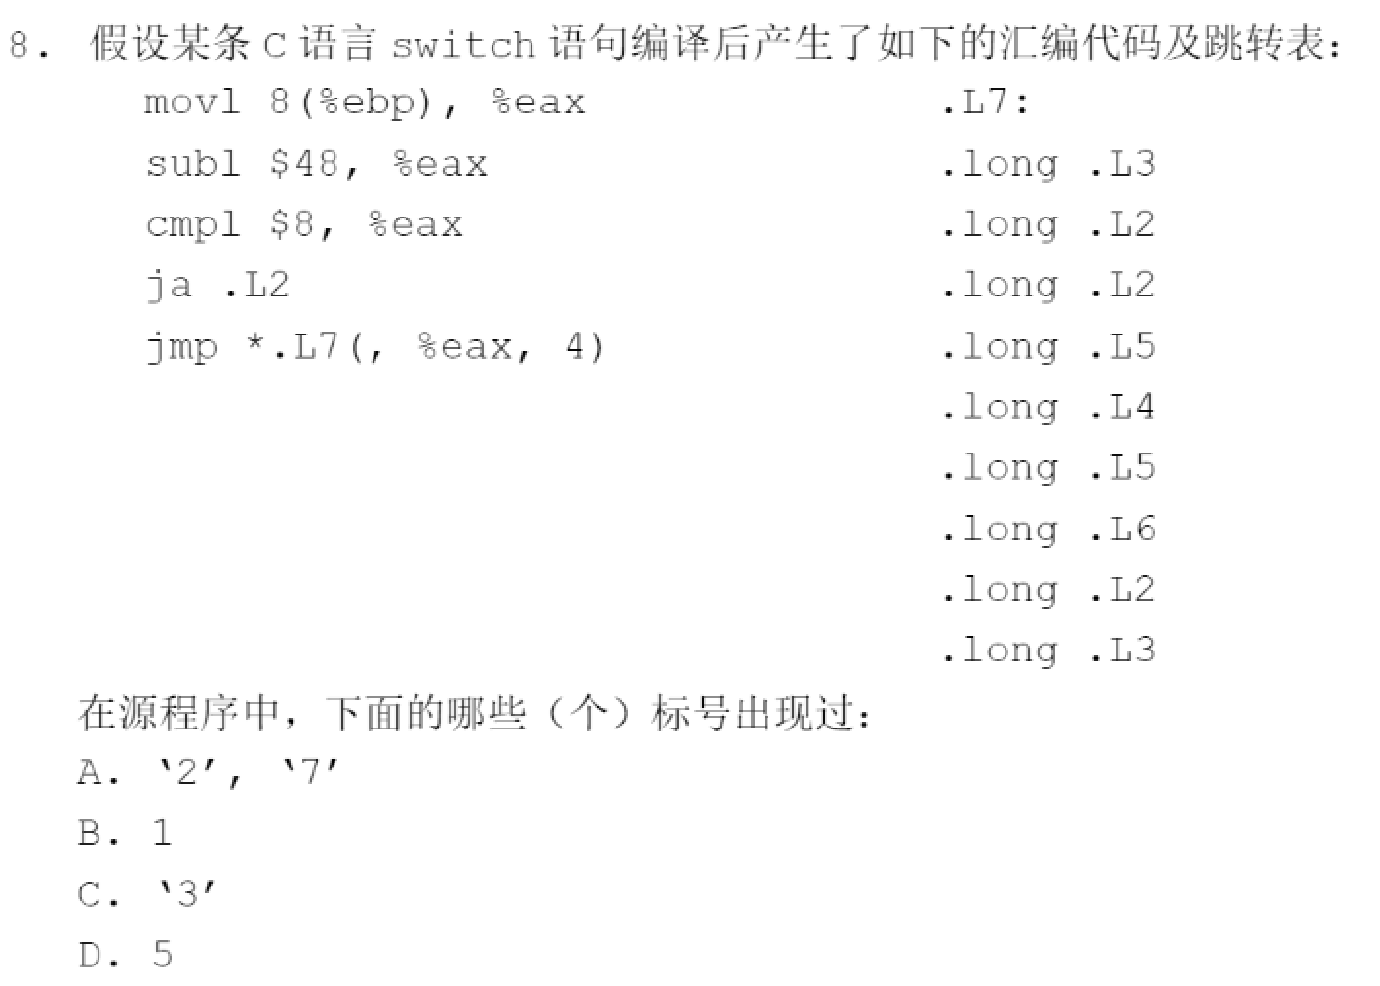 8. 假设某条 C 语言 switch 语句编译后产生了如下的汇编代码及跳转表：
movl 8(%ebp), %eax .L7:
subl $48, %eax .long .L3
cmpl $8, %eax .long .L2
ja .L2 .long .L2
jmp *.L7(, %eax, 4) .long .L5
.long .L4
.long .L5
.long .L6
.long .L2
.long .L3
在源程序中，下面的哪些（个）标号出现过：
A. ‘2’, ‘7’
B. 1
C. ‘3’
D. 5